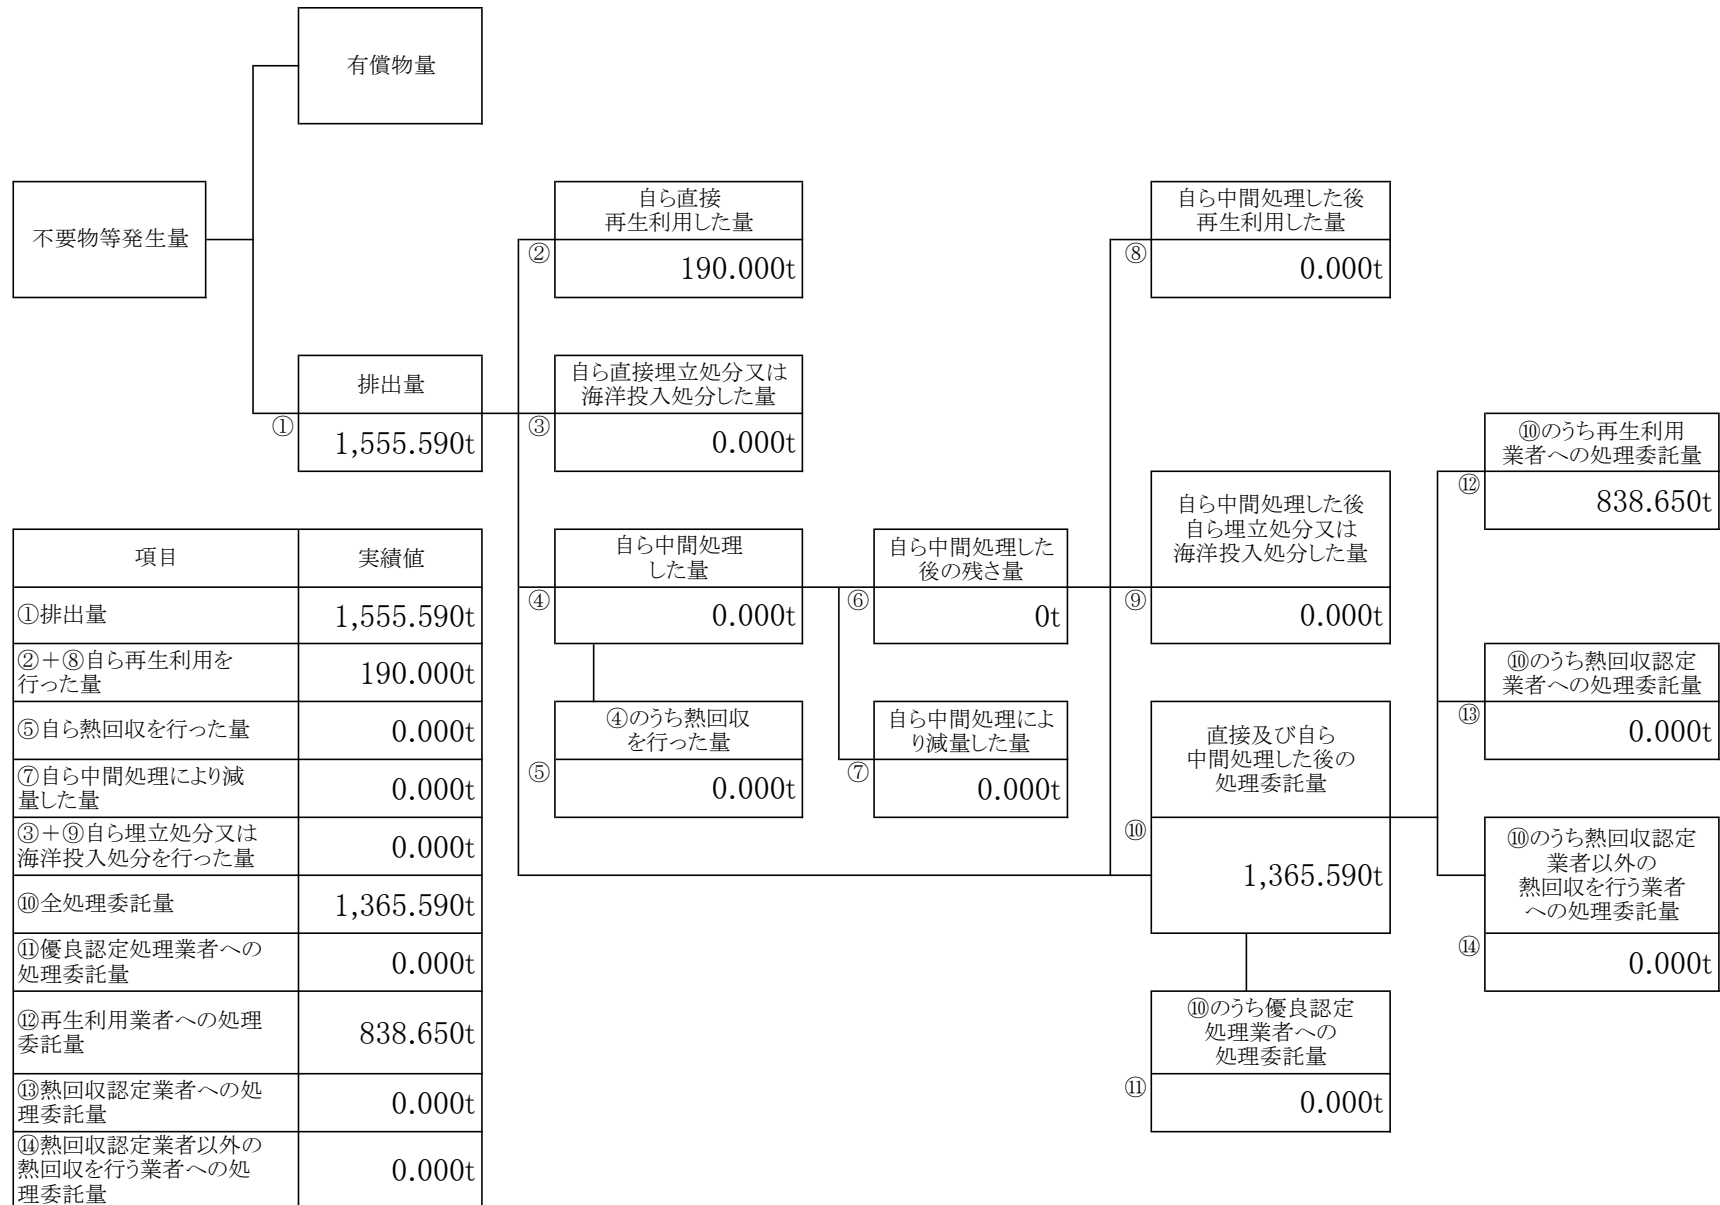 有償物量
不要物等発生量
自ら直接
再生利用した量
②
190.000t
自ら中間処理した後
再生利用した量
⑧
0.000t
排出量
①
1,555.590t
自ら直接埋立処分又は
海洋投入処分した量
③
0.000t
⑩のうち再生利用
業者への処理委託量
⑫
838.650t
自ら中間処理
した量
④
0.000t
自ら中間処理した
後の残さ量
⑥
0t
自ら中間処理した後
自ら埋立処分又は
海洋投入処分した量
⑨
0.000t
④のうち熱回収
を行った量
⑤
0.000t
自ら中間処理によ
り減量した量
⑦
0.000t
直接及び自ら
中間処理した後の
処理委託量
⑩
1,365.590t
⑩のうち熱回収認定
業者への処理委託量
⑬
0.000t
⑩のうち熱回収認定
業者以外の
熱回収を行う業者
への処理委託量
⑭
0.000t
⑩のうち優良認定
処理業者への
処理委託量
⑪
0.000t
項目 実績値
①排出量 1,555.590t
②+⑧自ら再生利用を
行った量 190.000t
⑤自ら熱回収を行った量 0.000t
⑦自ら中間処理により減
量した量 0.000t
③+⑨自ら埋立処分又は
海洋投入処分を行った量 0.000t
⑩全処理委託量 1,365.590t
⑪優良認定処理業者への
処理委託量 0.000t
⑫再生利用業者への処理
委託量 838.650t
⑬熱回収認定業者への処
理委託量 0.000t
⑭熱回収認定業者以外の
熱回収を行う業者への処
理委託量 0.000t